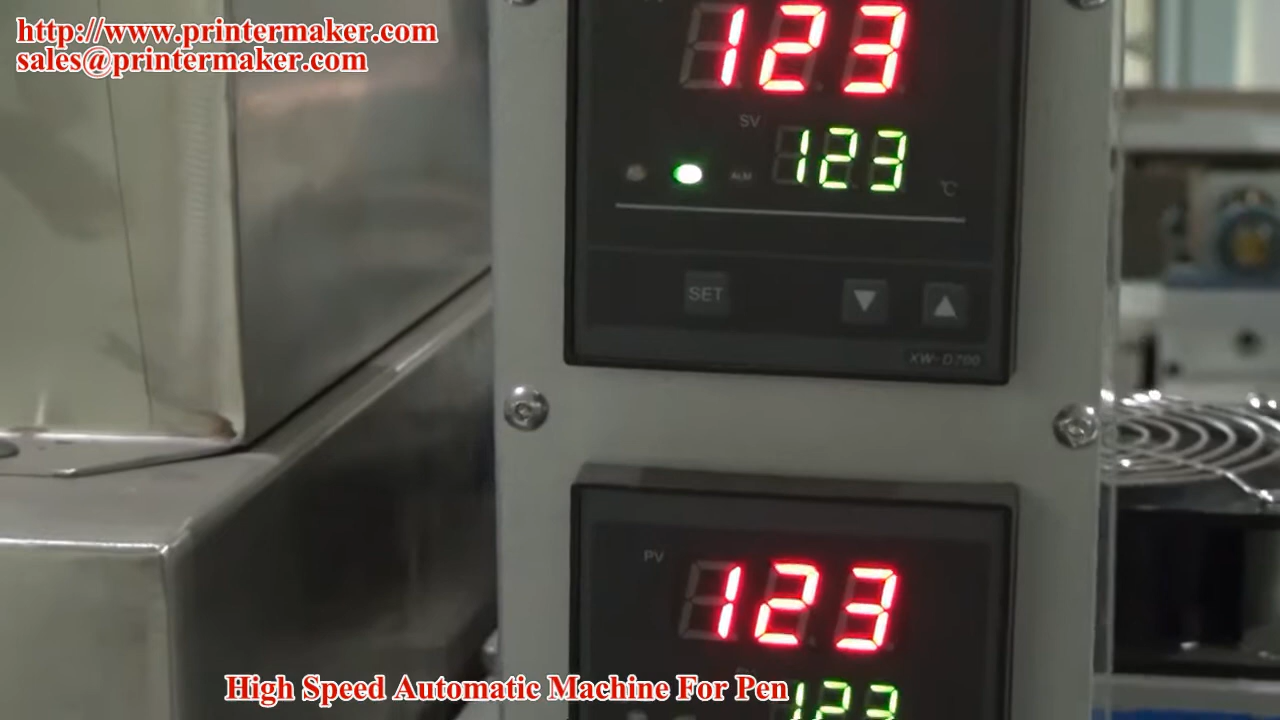 http://www.printermaker.com
sales@printermaker.com
123
SV
123
ALM
℃
SET
XW-D700
PV
123
123
High Speed Automatic Machine For Pen